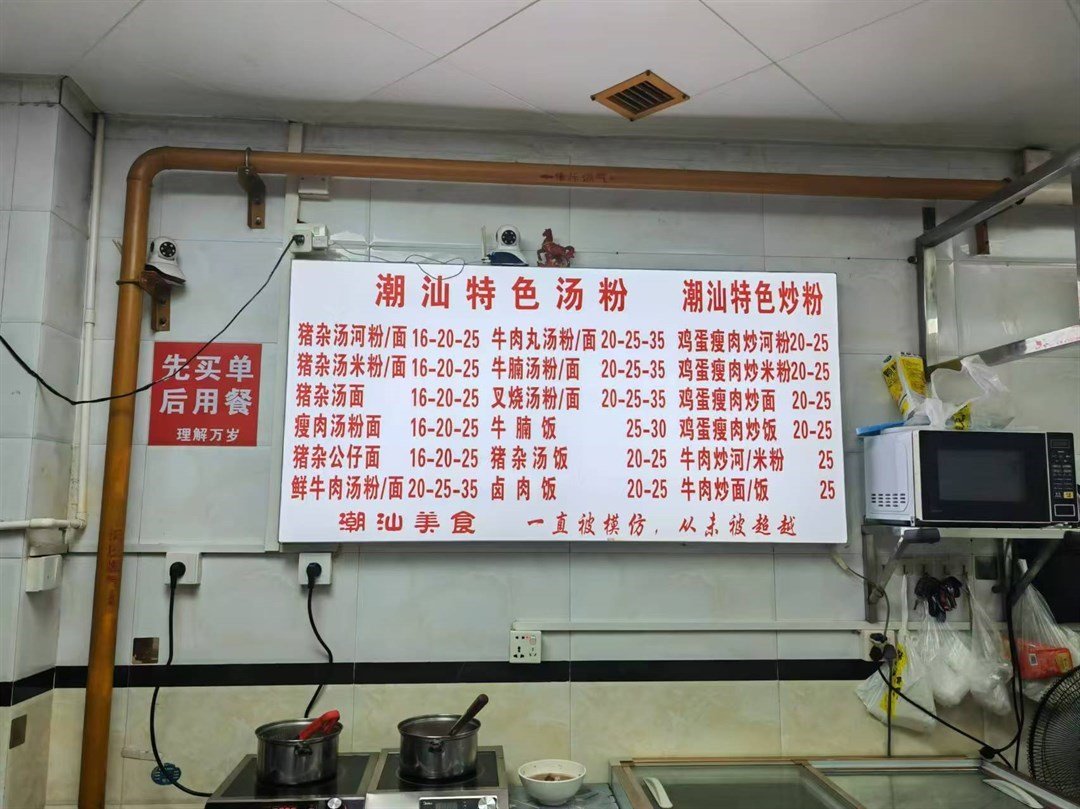 潮汕特色汤粉
猪杂汤河粉/面 16-20-25
猪杂汤米粉/面 16-20-25
猪杂汤面 16-20-25
瘦肉汤粉面 16-20-25
猪杂公仔面 16-20-25
鲜牛肉汤粉/面 20-25-35
牛肉丸汤粉/面 20-25-35
牛腩汤粉/面 20-25-35
叉烧汤粉/面 20-25-35
牛腩饭 25-30
猪杂汤饭 20-25
卤肉饭 20-25
潮汕特色炒粉
鸡蛋瘦肉炒河粉20-25
鸡蛋瘦肉炒米粉20-25
鸡蛋瘦肉炒面 20-25
鸡蛋瘦肉炒饭 20-25
牛肉炒河/米粉 25
牛肉炒面/饭 25
潮汕美食 一直被模仿，从未被超越
先买单
后用餐
理解万岁